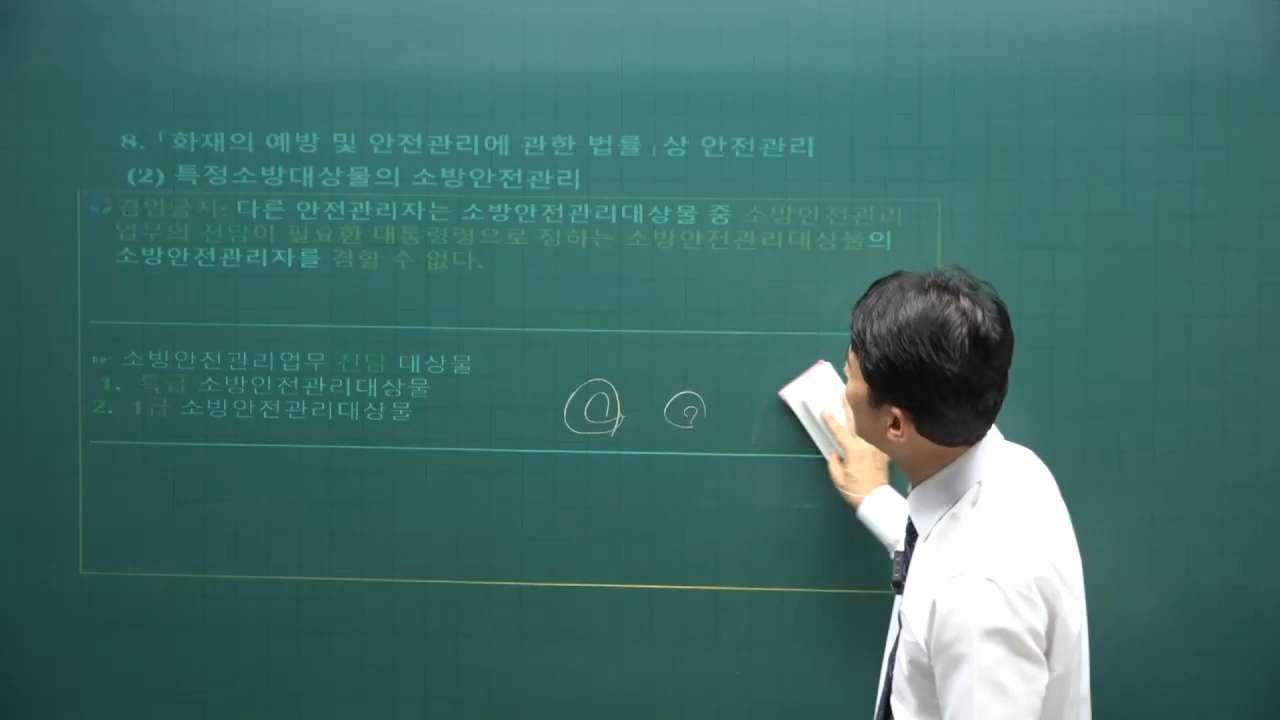 8. 「화재의 예방 및 안전관리에 관한 법률」상 안전관리
(2) 특정소방대상물의 소방안전관리
겸임금지: 다른 안전관리자는 소방안전관리대상물 중 소방안전관리
업무의 전담이 필요한 대통령령으로 정하는 소방안전관리대상물의
소방안전관리자를 겸할 수 없다.
☞ 소방안전관리업무 전담 대상물
1. 특급 소방안전관리대상물
2. 1급 소방안전관리대상물